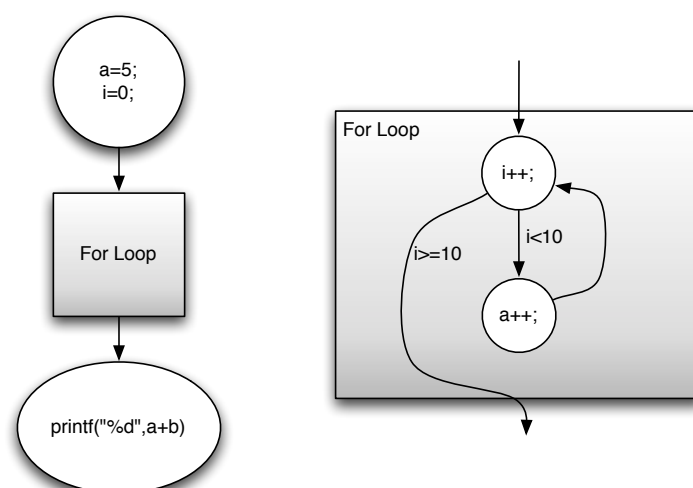 a=5;
i=0;
For Loop
printf("%d",a+b)
For Loop
i++;
i>=10
i<10
a++;